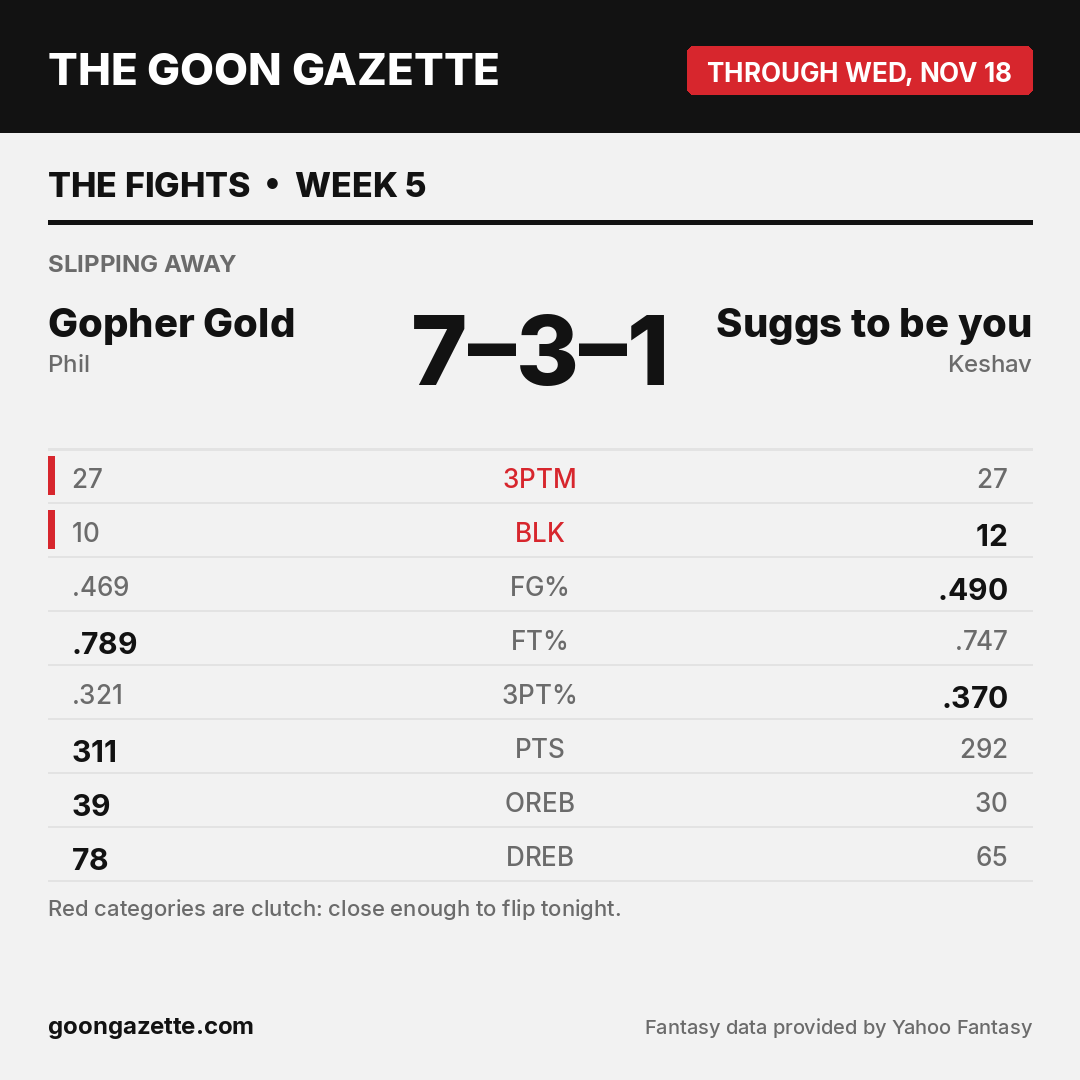 THE GOON GAZETTE
THROUGH WED, NOV 18
THE FIGHTS • WEEK 5
SLIPPING AWAY
Gopher Gold 7–3–1 Suggs to be you
Phil Keshav
27 3PTM 27
10 BLK 12
.469 FG% .490
.789 FT% .747
.321 3PT% .370
311 PTS 292
39 OREB 30
78 DREB 65
Red categories are clutch: close enough to flip tonight.
goongazette.com Fantasy data provided by Yahoo Fantasy